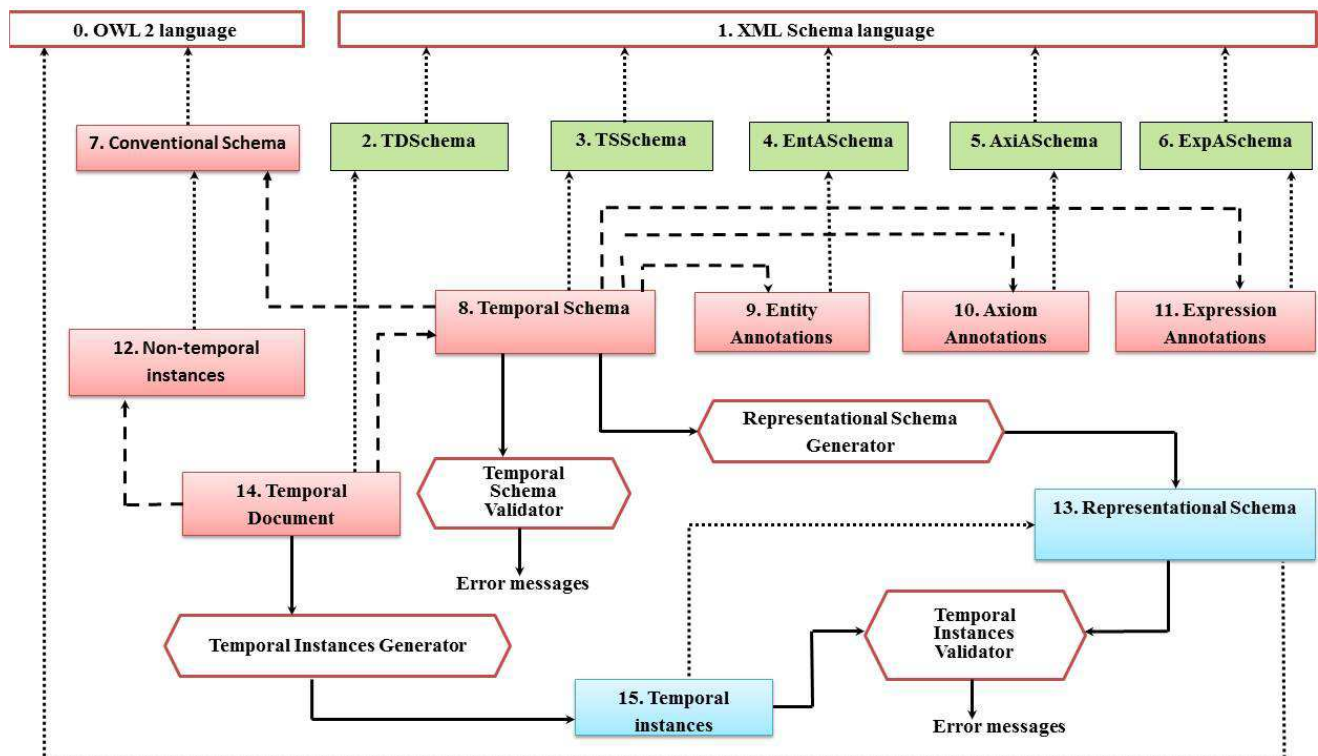 0. OWL 2 language
1. XML Schema language
7. Conventional Schema
2. TDSchema
3. TSSchema
4. EntASchema
5. AxiASchema
6. ExpASchema
8. Temporal Schema
9. Entity
Annotations
10. Axiom
Annotations
11. Expression
Annotations
12. Non-temporal
instances
Representational Schema
Generator
Temporal
Schema
Validator
14. Temporal
Document
13. Representational Schema
Error messages
Temporal Instances Generator
Temporal
Instances
Validator
15. Temporal
instances
Error messages